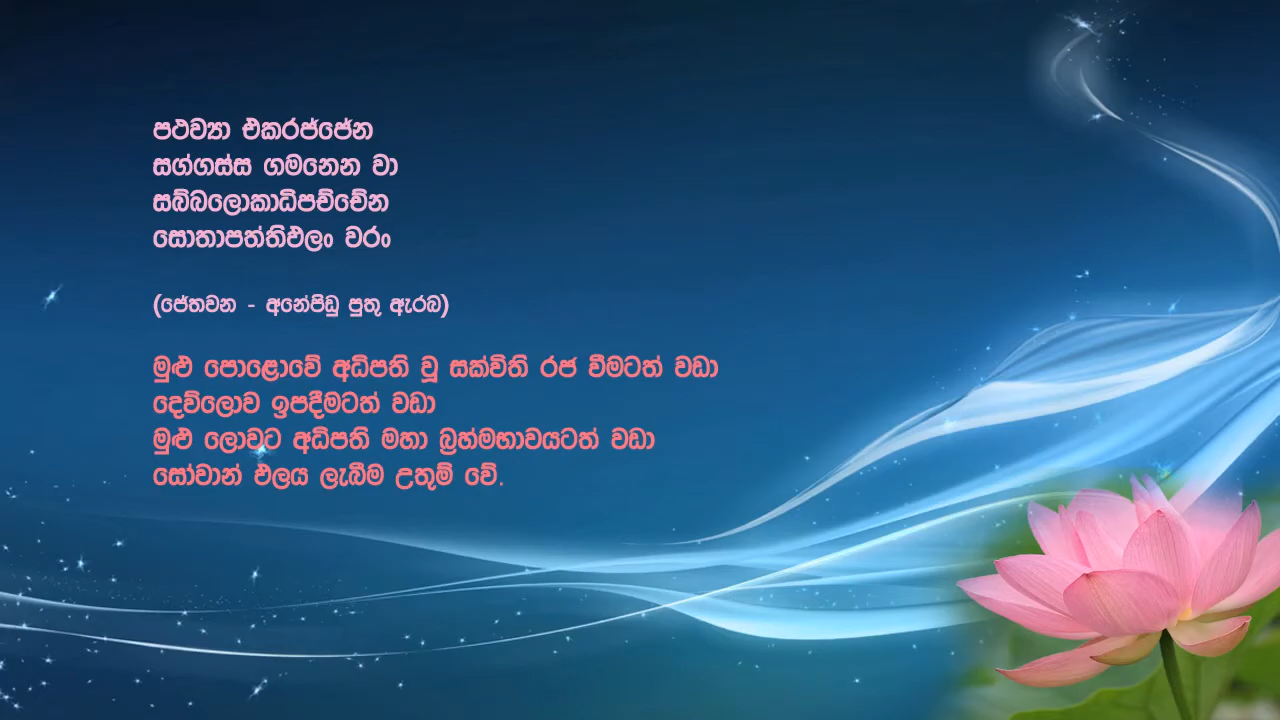 පථව්‍යා එකරජ්ජේන
සග්ගස්ස ගමනෙන වා
සබ්බලොකාධිපච්චේන
සොතාපත්තිඵලං වරං
(ජේතවන - අනේපිඩු පුතු ඇරබ)
මුළු පොළොවේ අධිපති වූ සක්විති රජ වීමටත් වඩා
දෙව්ලොව ඉපදීමටත් වඩා
මුළු ලොවට අධිපති මහා බ්‍රහ්මභාවයටත් වඩා
සෝවාන් ඵලය ලැබීම උතුම් වේ.